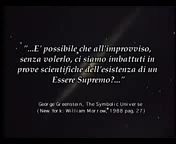 "...E' possibile che all'improvviso,
senza volerlo, ci siamo imbattuti in
prove scientifiche dell'esistenza di un
Essere Supremo?..."
George Greenstein, The Symbolic Universe
(New York: William Morrow, 1988 pag. 27)